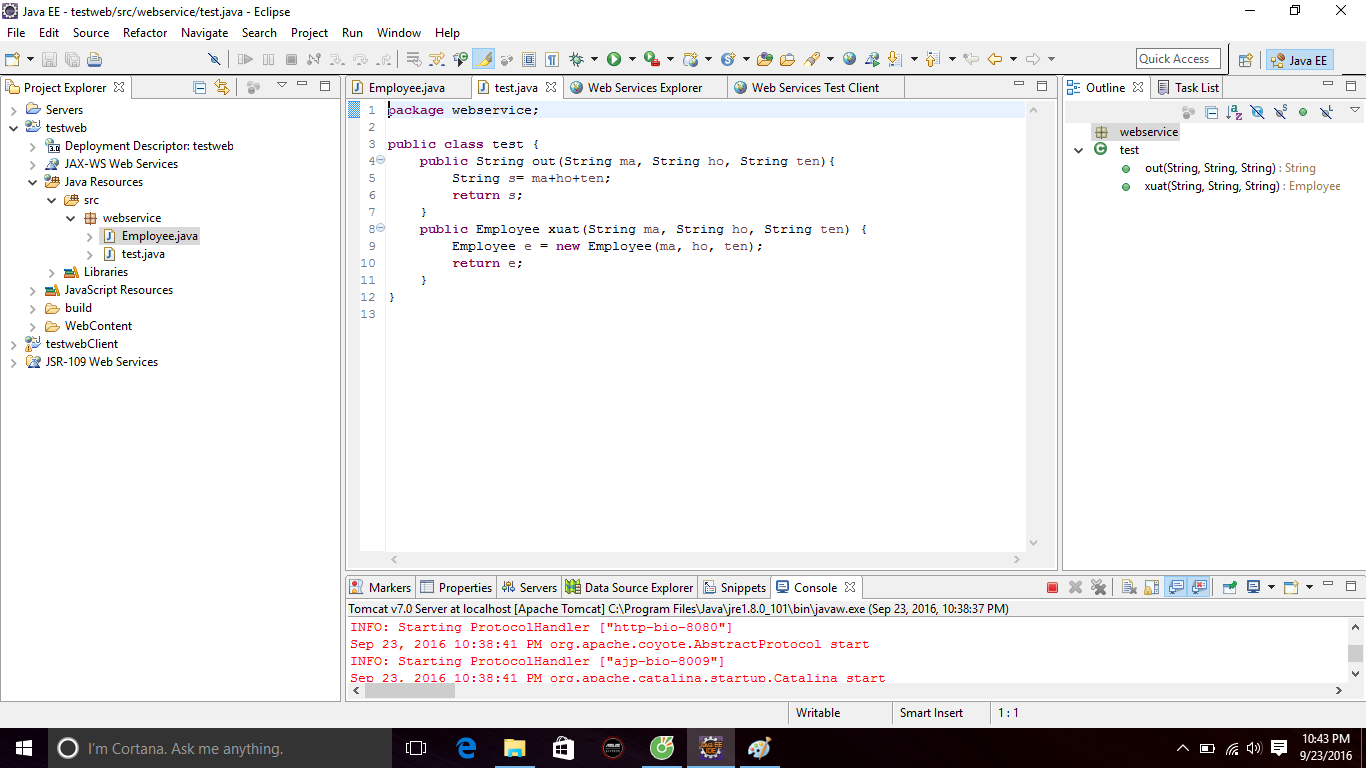 Java EE - testweb/src/webservice/test.java - Eclipse
File Edit Source Refactor Navigate Search Project Run Window Help
Quick Access
Java EE
Project Explorer
Servers
testweb
Deployment Descriptor: testweb
JAX-WS Web Services
Java Resources
src
webservice
Employee.java
test.java
Libraries
JavaScript Resources
build
WebContent
testwebClient
JSR-109 Web Services
Employee.java test.java Web Services Explorer Web Services Test Client
1 package webservice;
2
3 public class test {
4 public String out(String ma, String ho, String ten){
5 String s= ma+ho+ten;
6 return s;
7 }
8 public Employee xuat(String ma, String ho, String ten) {
9 Employee e = new Employee(ma, ho, ten);
10 return e;
11 }
12 }
13
Outline Task List
webservice
test
out(String, String, String) : String
xuat(String, String, String) : Employee
Markers Properties Servers Data Source Explorer Snippets Console
Tomcat v7.0 Server at localhost [Apache Tomcat] C:\Program Files\Java\jre1.8.0_101\bin\javaw.exe (Sep 23, 2016, 10:38:37 PM)
INFO: Starting ProtocolHandler ["http-bio-8080"]
Sep 23, 2016 10:38:41 PM org.apache.coyote.AbstractProtocol start
INFO: Starting ProtocolHandler ["ajp-bio-8009"]
Sep 23, 2016 10:38:41 PM org.apache.catalina.startup.Catalina start
Writable Smart Insert 1 : 1
I'm Cortana. Ask me anything.
10:43 PM
9/23/2016